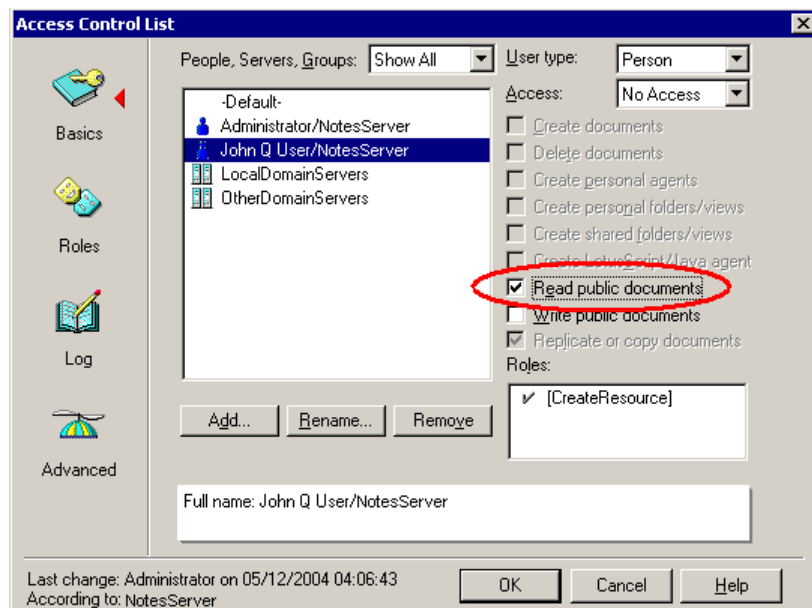 Access Control List
Basics
Roles
Log
Advanced
People, Servers, Groups: Show All
-Default-
Administrator/NotesServer
John Q User/NotesServer
LocalDomainServers
OtherDomainServers
Add... Rename... Remove
User type: Person
Access: No Access
Create documents
Delete documents
Create personal agents
Create personal folders/views
Create shared folders/views
Create LotusScript/Java agent
Read public documents
Write public documents
Replicate or copy documents
Roles:
[CreateResource]
Full name: John Q User/NotesServer
Last change: Administrator on 05/12/2004 04:06:43
According to: NotesServer
OK Cancel Help